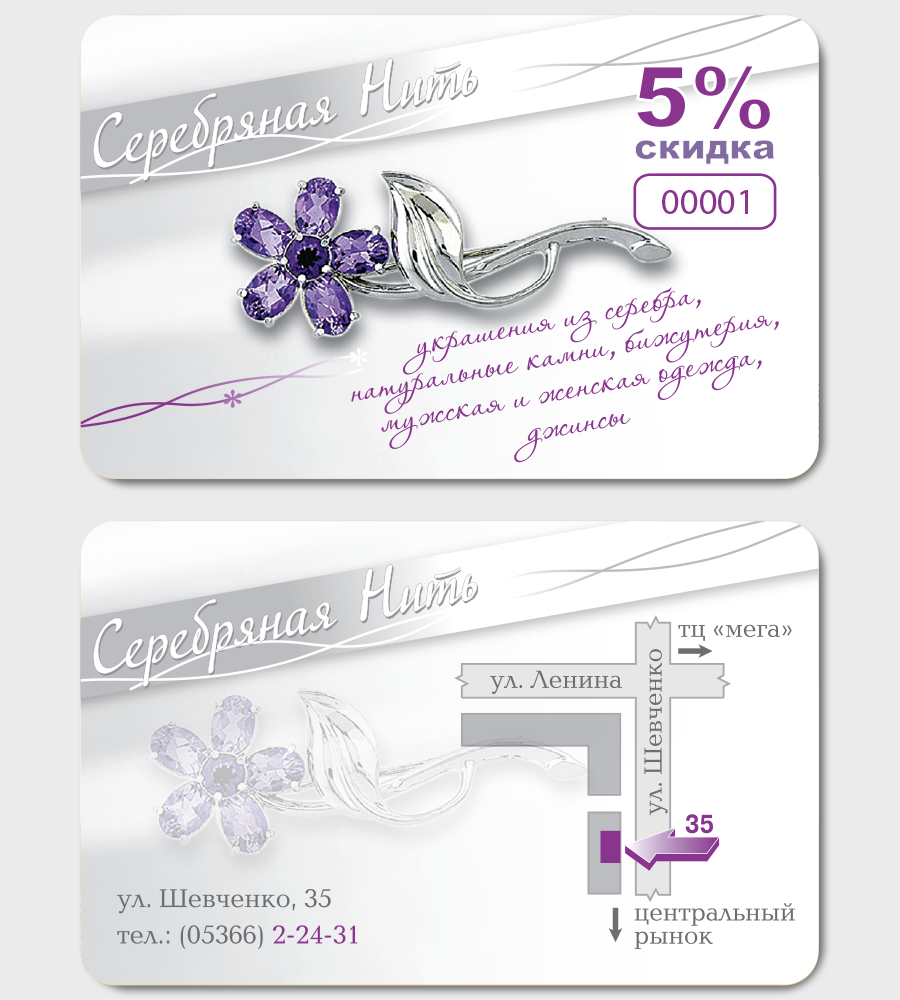 Серебряная Нить
5%
скидка
00001
украшения из серебра,
натуральные камни, бижутерия,
мужская и женская одежда,
джинсы
Серебряная Нить
тц «мега»
ул. Ленина
ул. Шевченко
35
ул. Шевченко, 35
тел.: (05366) 2-24-31
центральный
рынок